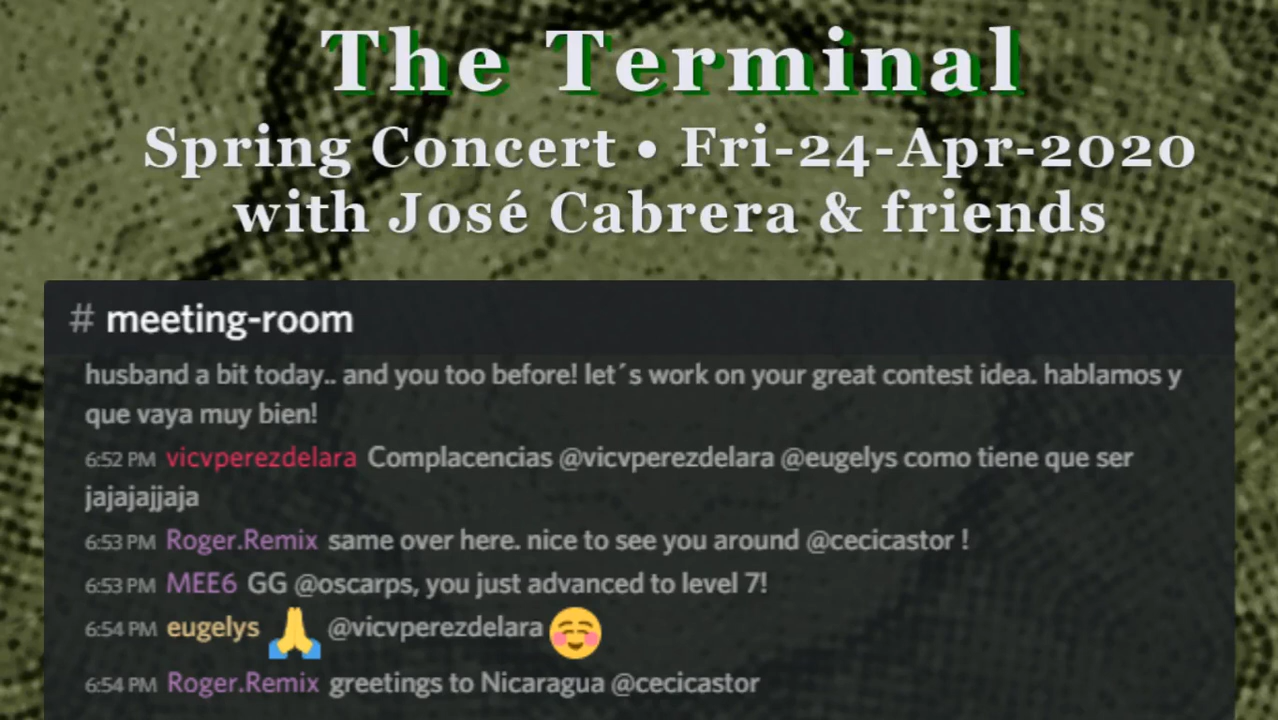 The Terminal
Spring Concert • Fri-24-Apr-2020
with José Cabrera & friends
# meeting-room
husband a bit today.. and you too before! let´s work on your great contest idea. hablamos y
que vaya muy bien!
6:52 PM vicvperezdelara Complacencias @vicvperezdelara @eugelys como tiene que ser
jajajajjaja
6:53 PM Roger.Remix same over here. nice to see you around @cecicastor !
6:53 PM MEE6 GG @oscarps, you just advanced to level 7!
6:54 PM eugelys 🙏 @vicvperezdelara ☺️
6:54 PM Roger.Remix greetings to Nicaragua @cecicastor